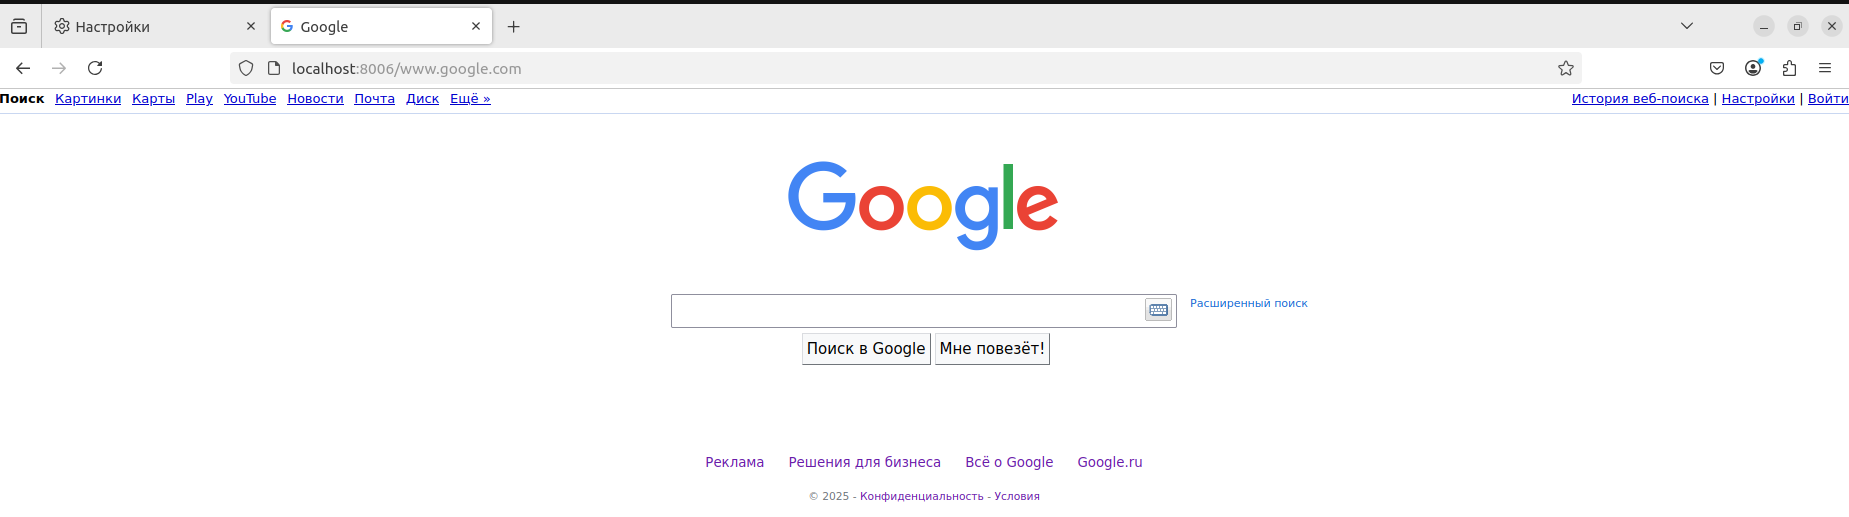 Настройки
Google
localhost:8006/www.google.com
Поиск Картинки Карты Play YouTube Новости Почта Диск Ещё »
История веб-поиска | Настройки | Войти
Google
Расширенный поиск
Поиск в Google Мне повезёт!
Реклама Решения для бизнеса Всё о Google Google.ru
© 2025 - Конфиденциальность - Условия